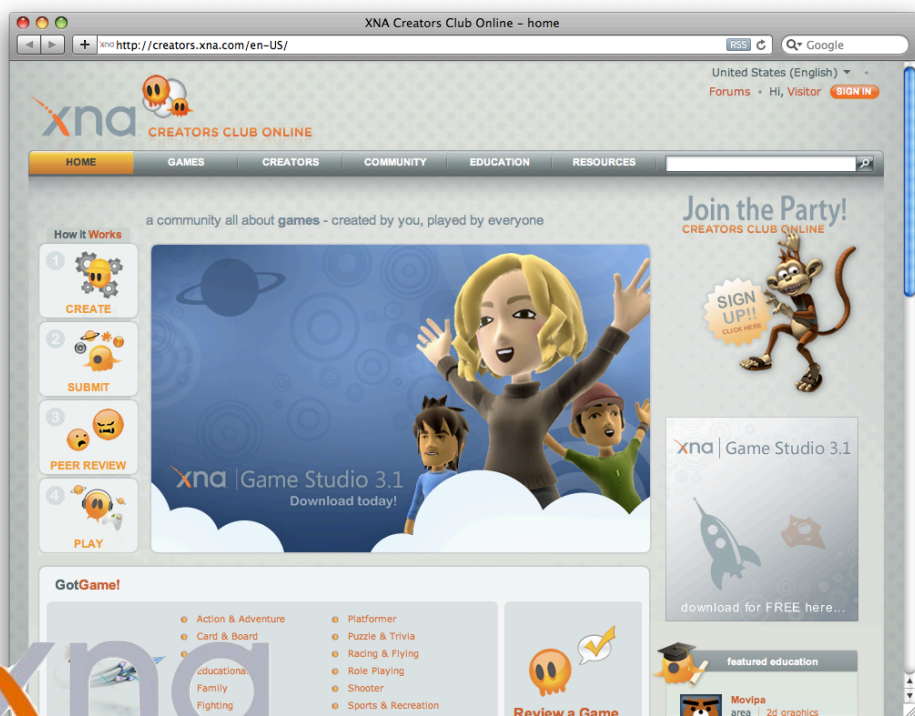 XNA Creators Club Online – home
http://creators.xna.com/en-US/
RSS
Google
United States (English)
Forums • Hi, Visitor SIGN IN
xna CREATORS CLUB ONLINE
HOME GAMES CREATORS COMMUNITY EDUCATION RESOURCES
a community all about games - created by you, played by everyone
Join the Party!
CREATORS CLUB ONLINE
SIGN
UP!!
CLICK HERE
How it Works
1
CREATE
2
SUBMIT
3
PEER REVIEW
4
PLAY
xna Game Studio 3.1
Download today!
xna Game Studio 3.1
download for FREE here...
GotGame!
Action & Adventure
Card & Board
Educational
Family
Fighting
Platformer
Puzzle & Trivia
Racing & Flying
Role Playing
Shooter
Sports & Recreation
Review a Game
featured education
Movipa
area | 2d graphics
xna